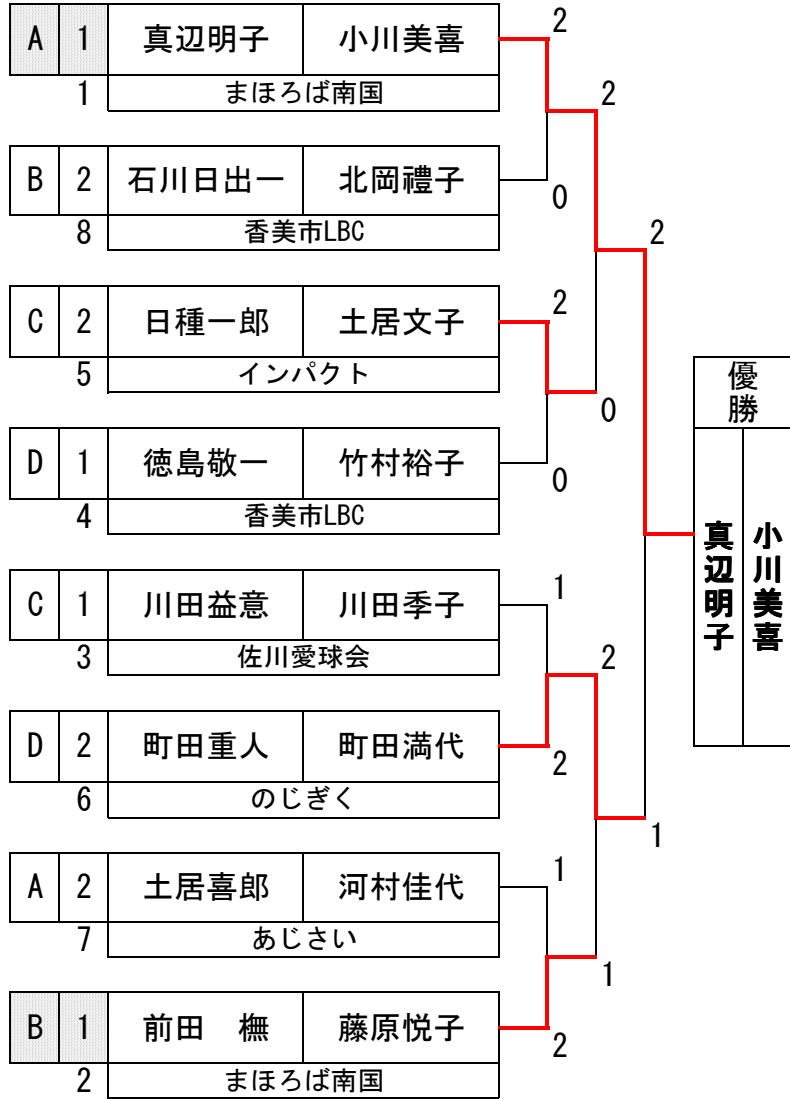 A 1 真辺明子 小川美喜 2
1 まほろば南国 2
B 2 石川日出一 北岡禮子 0
8 香美市LBC 2
C 2 日種一郎 土居文子 2
5 インパクト 0
D 1 徳島敬一 竹村裕子 0
4 香美市LBC
優勝
真辺明子 小川美喜
C 1 川田益意 川田季子 1
3 佐川愛球会 2
D 2 町田重人 町田満代 2
6 のじぎく 1
A 2 土居喜郎 河村佳代 1
7 あじさい 1
B 1 前田　橅 藤原悦子 2
2 まほろば南国